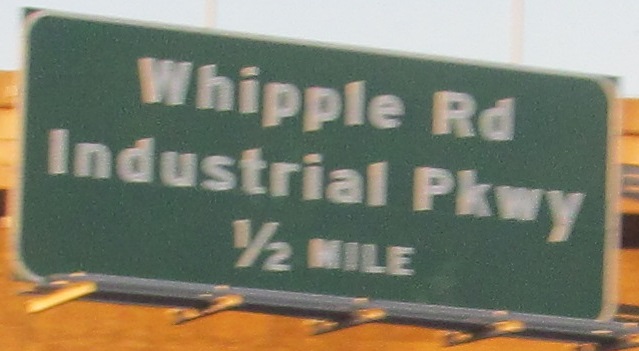 Whipple Rd
Industrial Pkwy
½ MILE